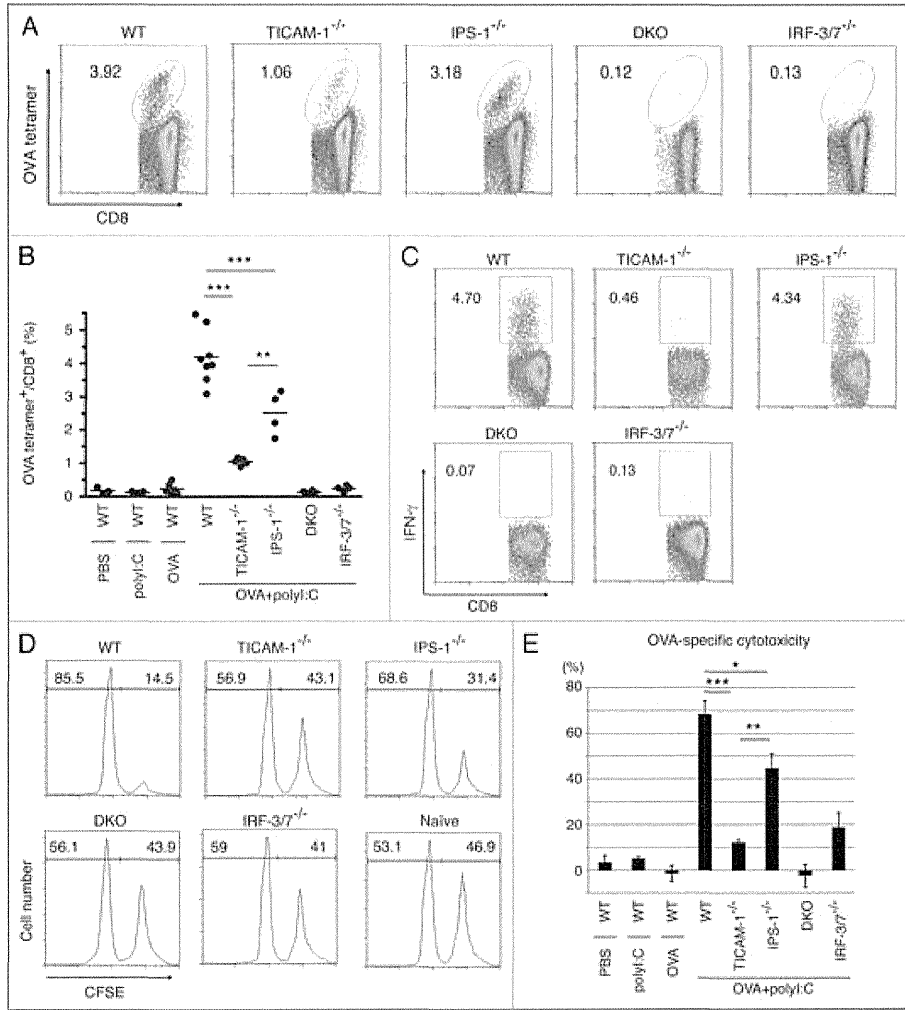 A
WT
TICAM-1-/-
IPS-1-/-
DKO
IRF-3/7-/-
3.92
1.06
3.18
0.12
0.13
OVA tetramer
CD8
B
OVA tetramer+/CD8+ (%)
5
4
3
2
1
0
***
***
**
WT
WT
WT
WT
TICAM-1-/-
IPS-1-/-
DKO
IRF-3/7-/-
PBS
polyI:C
OVA
OVA+polyI:C
C
WT
TICAM-1-/-
IPS-1-/-
4.70
0.46
4.34
DKO
IRF-3/7-/-
0.07
0.13
IFN-γ
CD8
D
WT
TICAM-1-/-
IPS-1-/-
85.5
14.5
56.9
43.1
68.6
31.4
DKO
IRF-3/7-/-
Naïve
56.1
43.9
59
41
53.1
46.9
Cell number
CFSE
E
OVA-specific cytotoxicity
(%)
80
60
40
20
0
*
***
**
WT
WT
WT
WT
TICAM-1-/-
IPS-1-/-
DKO
IRF-3/7-/-
PBS
polyI:C
OVA
OVA+polyI:C